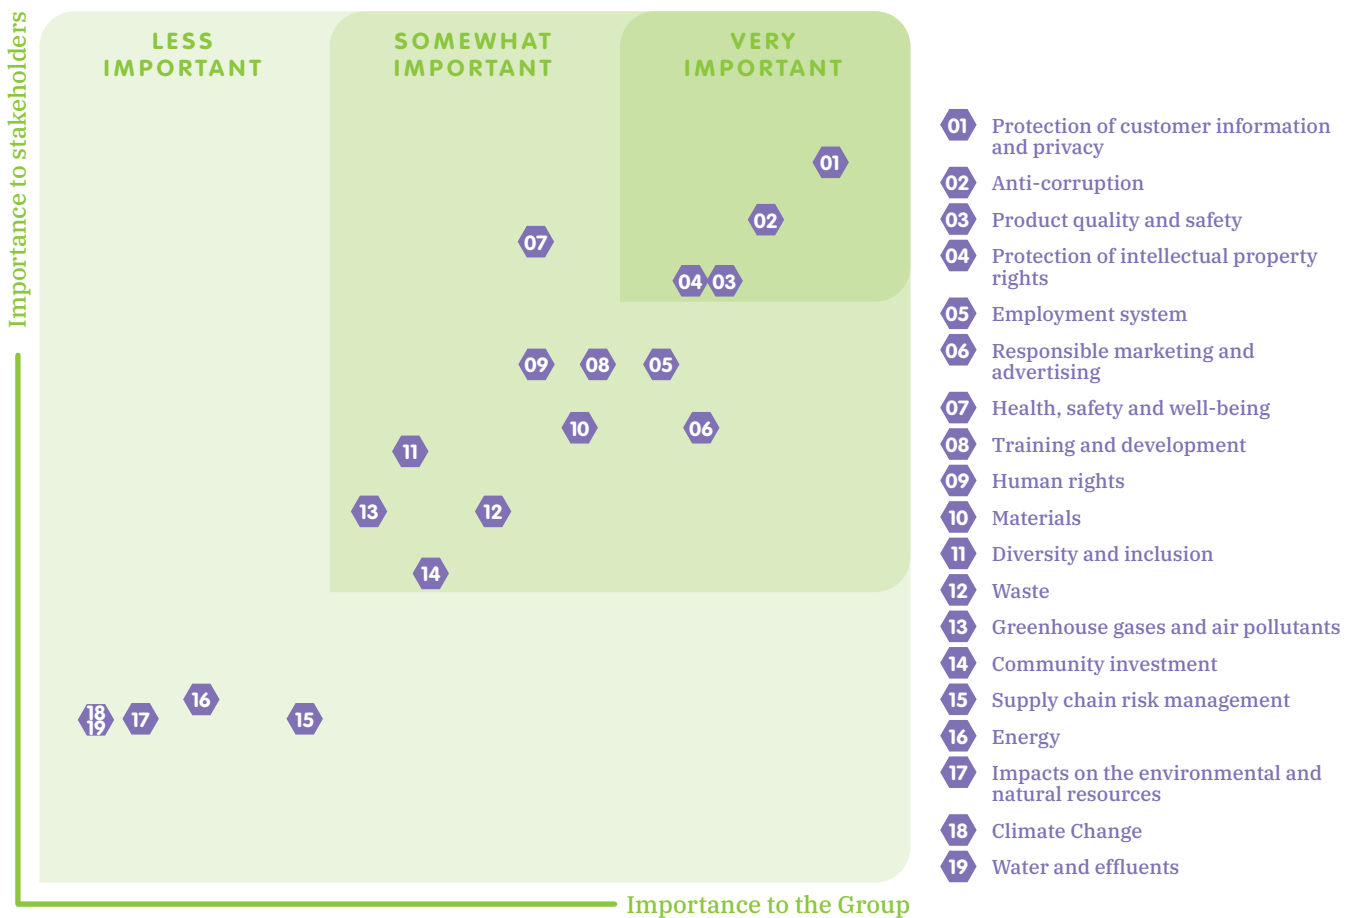 Importance to stakeholders
LESS
IMPORTANT
SOMEWHAT
IMPORTANT
VERY
IMPORTANT
01
02
07
04
03
09
08
05
10
06
11
13
12
14
16
18
19
17
15
Importance to the Group
01 Protection of customer information
and privacy
02 Anti-corruption
03 Product quality and safety
04 Protection of intellectual property
rights
05 Employment system
06 Responsible marketing and
advertising
07 Health, safety and well-being
08 Training and development
09 Human rights
10 Materials
11 Diversity and inclusion
12 Waste
13 Greenhouse gases and air pollutants
14 Community investment
15 Supply chain risk management
16 Energy
17 Impacts on the environmental and
natural resources
18 Climate Change
19 Water and effluents